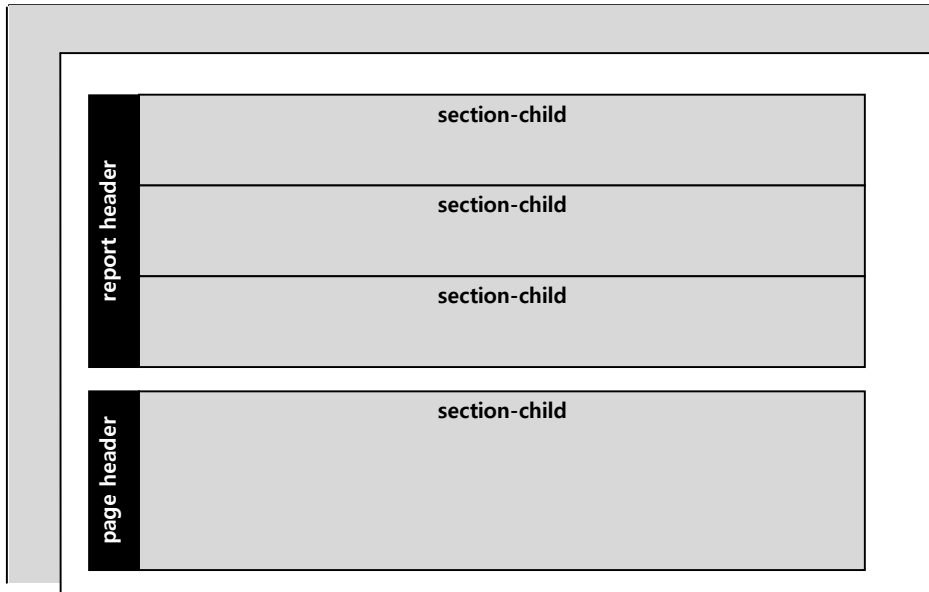 report header
section-child
section-child
section-child
page header
section-child